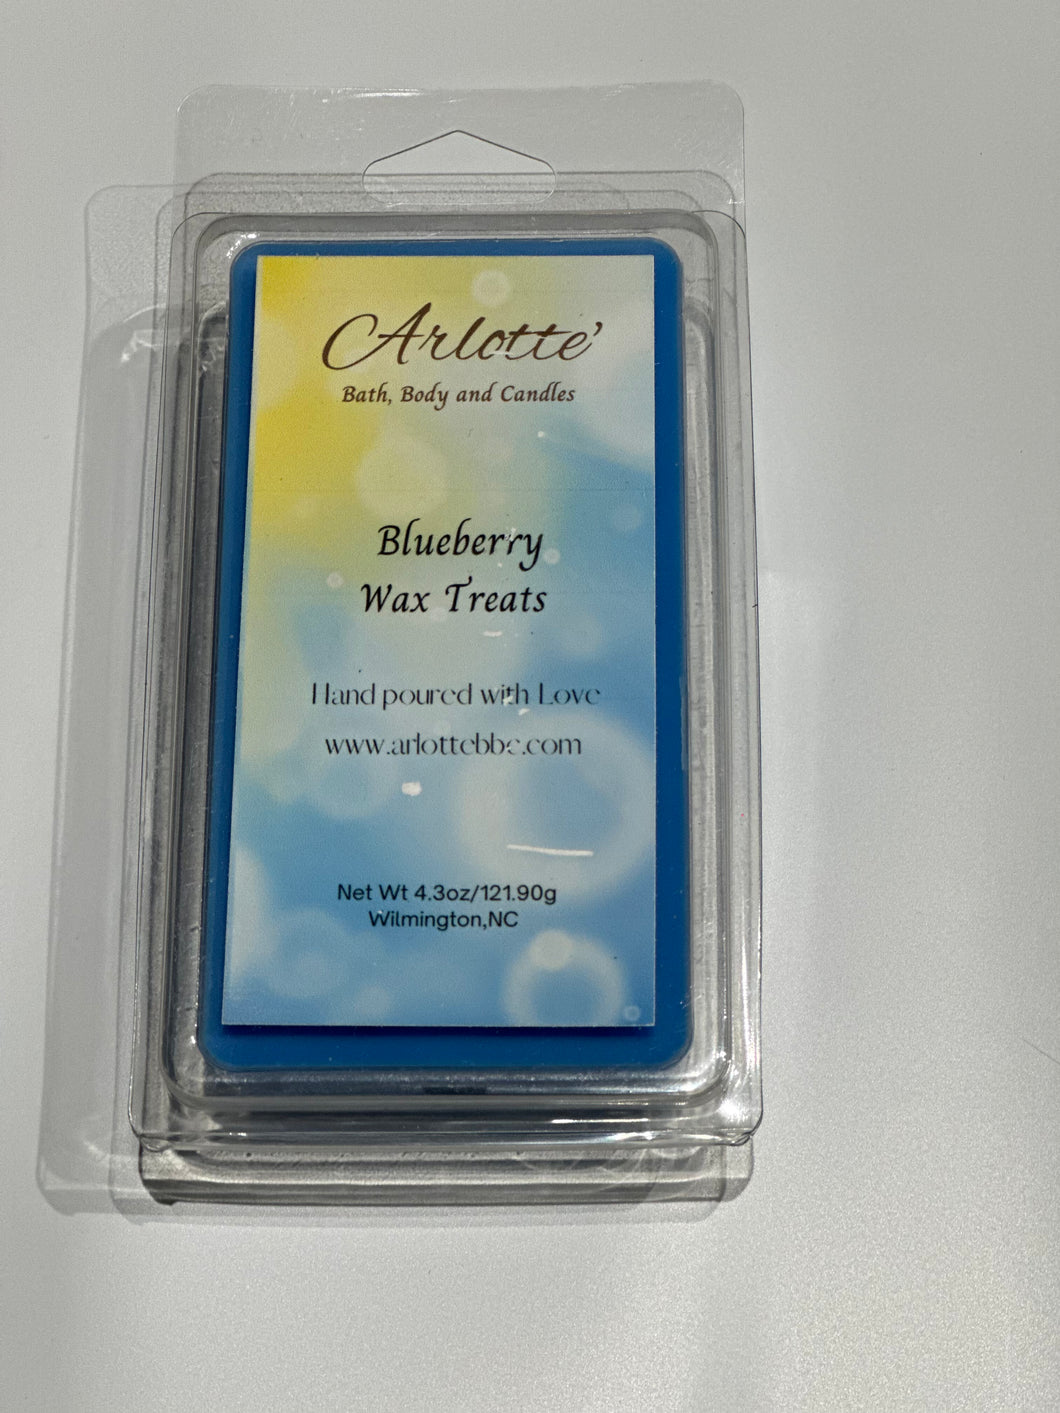 Arlotte'
Bath, Body and Candles
Blueberry
Wax Treats
Hand poured with Love
www.arlottebbc.com
Net Wt 4.3oz/121.90g
Wilmington,NC